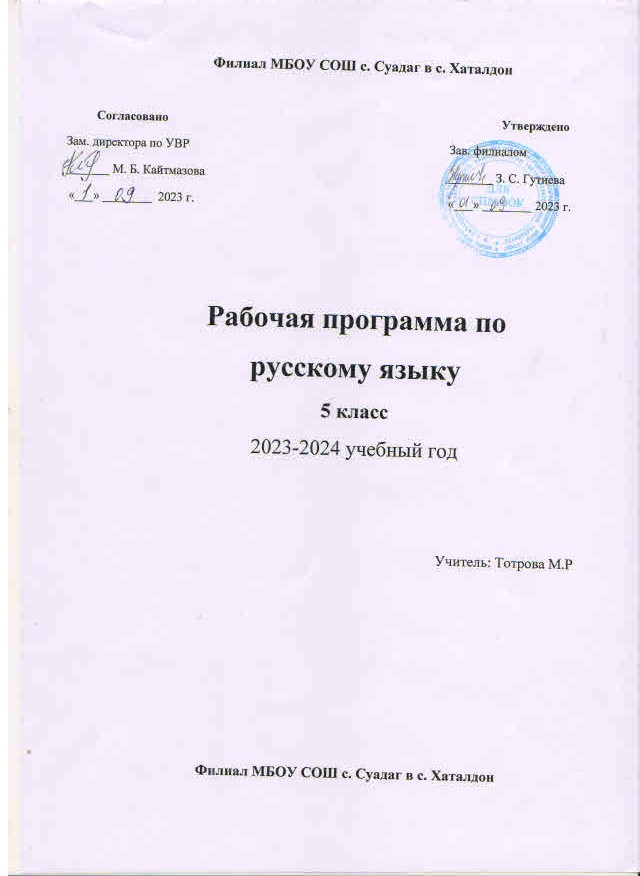 Филиал МБОУ СОШ с. Суадаг в с. Хаталдон
Согласовано
Утверждено
Зам. директора по УВР
Зав. филиалом
М. Б. Кайтмазова
З. С. Гутиева
«1» 09 2023 г.
«01» 09 2023 г.
ДЛЯ
СПРАВОК
Рабочая программа по
русскому языку
5 класс
2023-2024 учебный год
Учитель: Тотрова М.Р
Филиал МБОУ СОШ с. Суадаг в с. Хаталдон